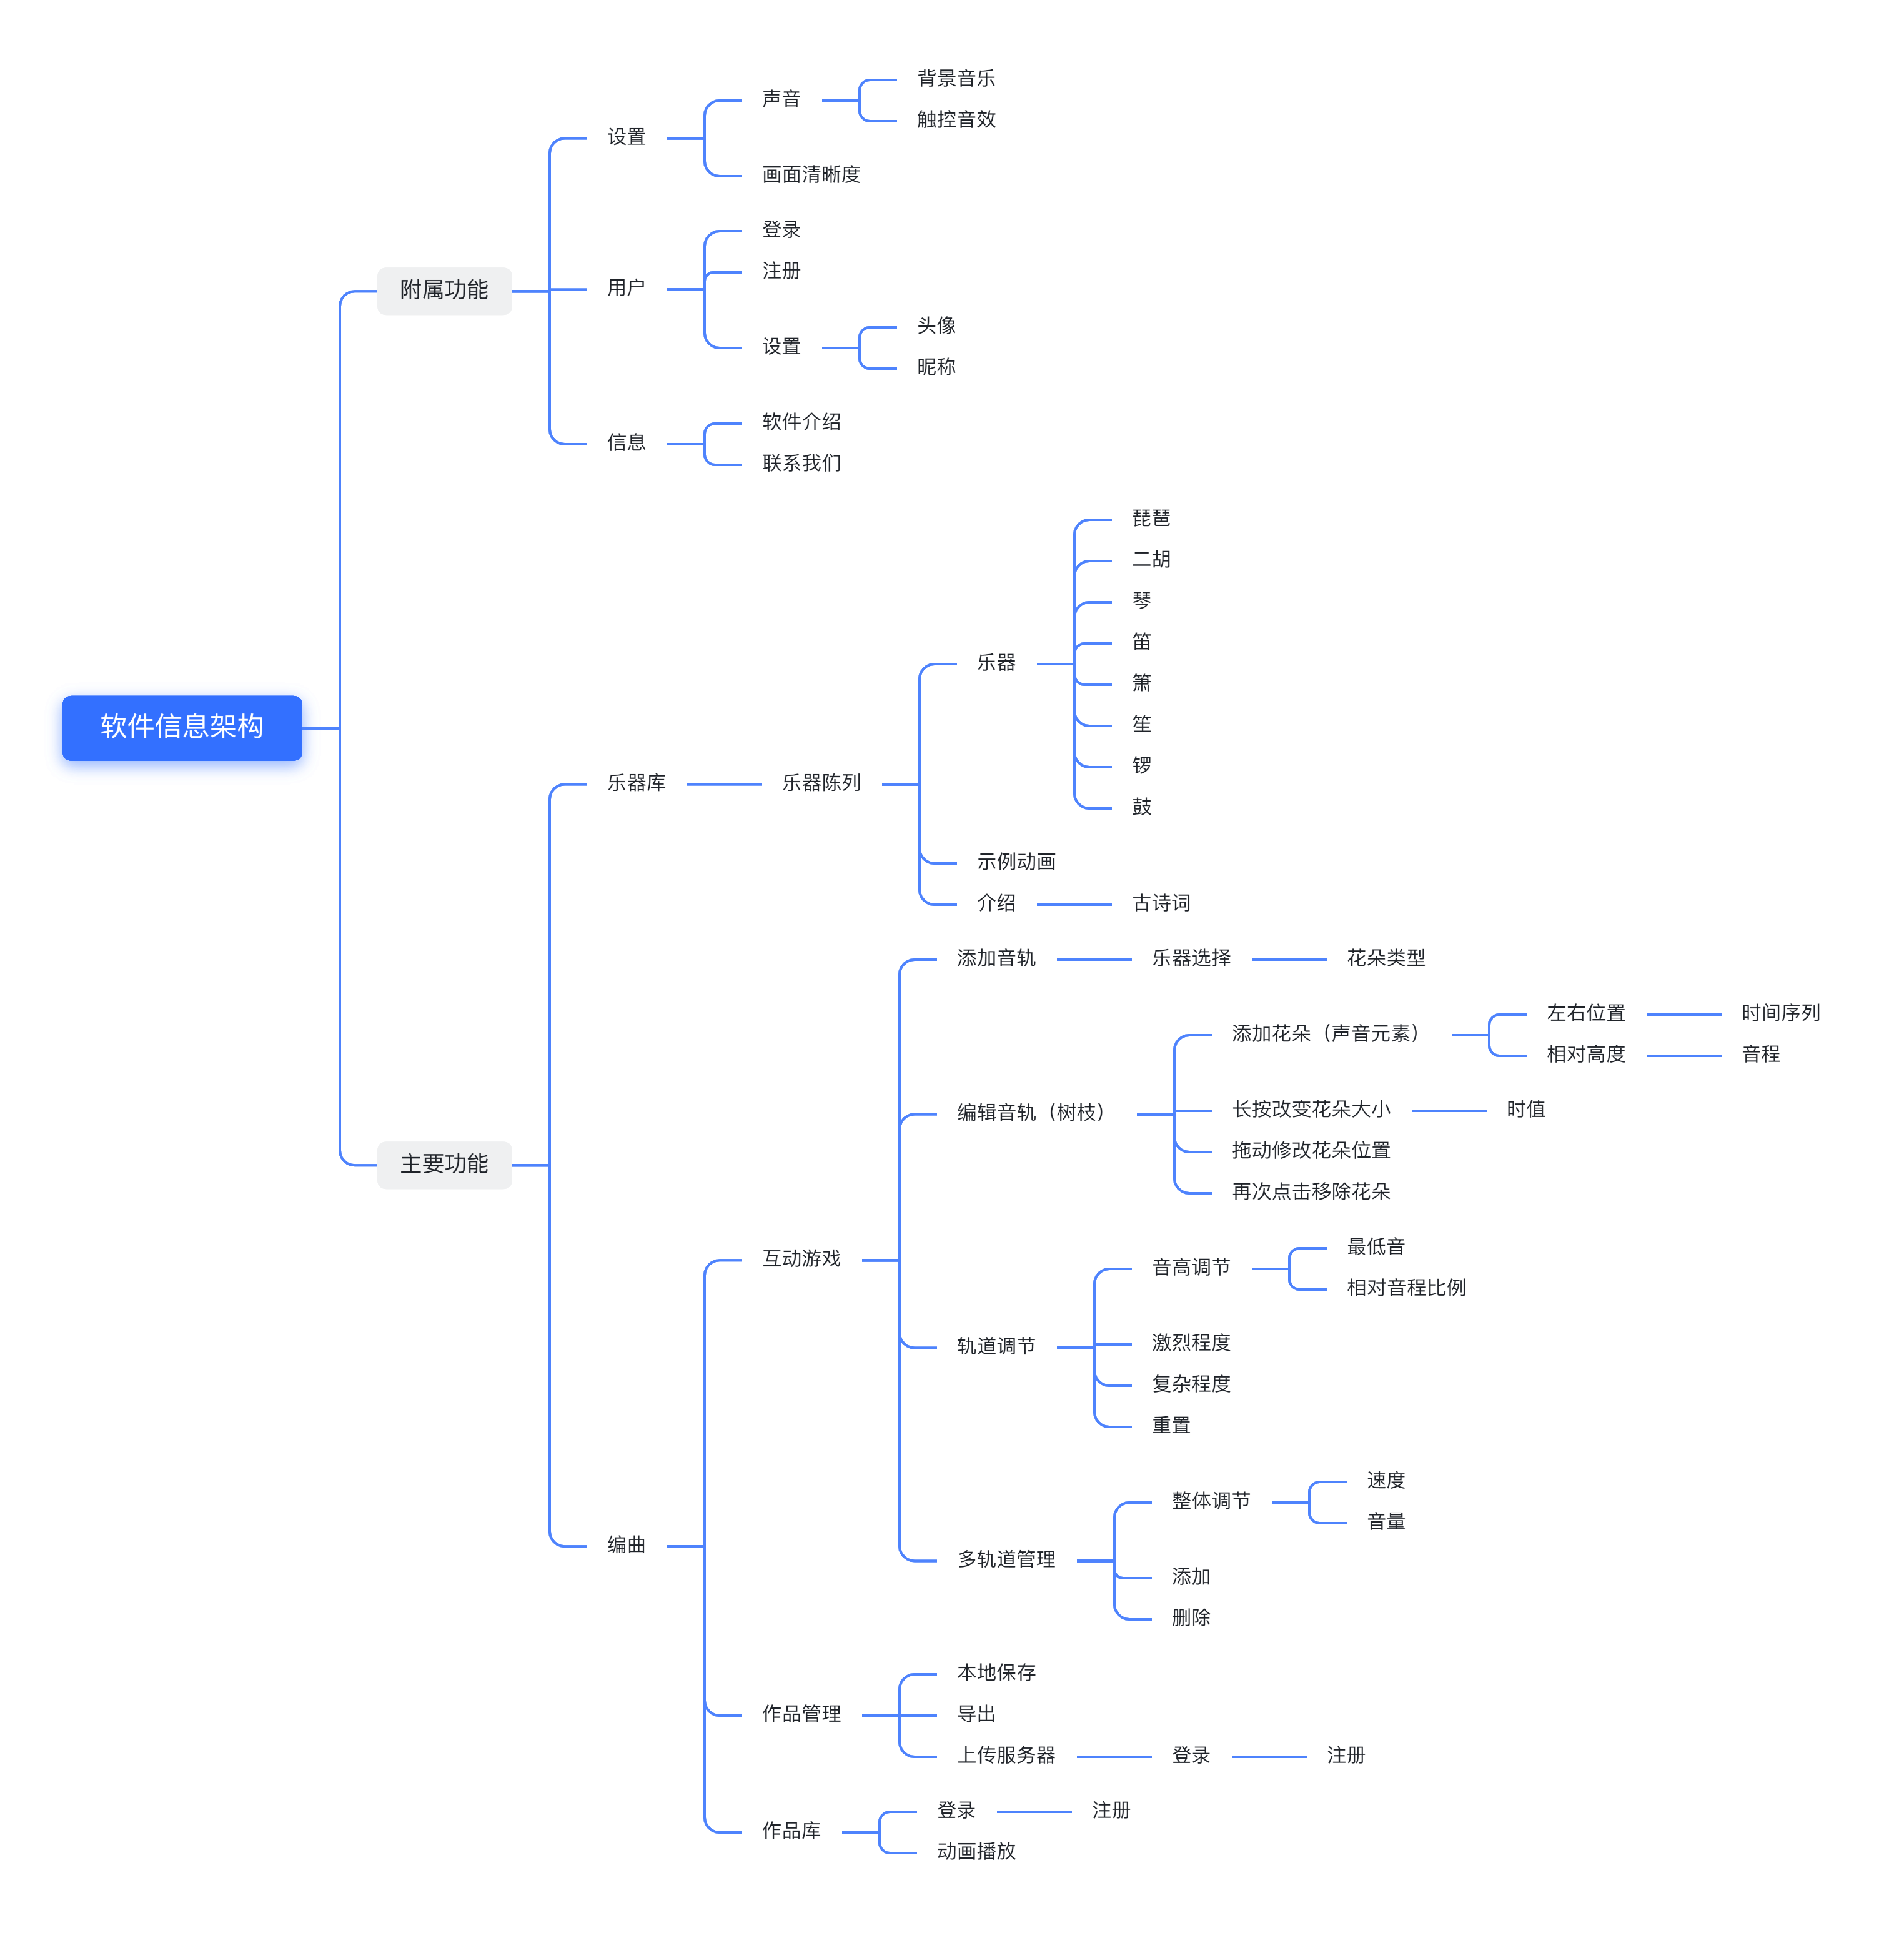 软件信息架构
附属功能
设置
声音
背景音乐
触控音效
画面清晰度
用户
登录
注册
设置
头像
昵称
信息
软件介绍
联系我们
主要功能
乐器库
乐器陈列
乐器
琵琶
二胡
琴
笛
箫
笙
锣
鼓
示例动画
介绍
古诗词
编曲
互动游戏
添加音轨
乐器选择
花朵类型
编辑音轨（树枝）
添加花朵（声音元素）
左右位置
时间序列
相对高度
音程
长按改变花朵大小
时值
拖动修改花朵位置
再次点击移除花朵
轨道调节
音高调节
最低音
相对音程比例
激烈程度
复杂程度
重置
多轨道管理
整体调节
速度
音量
添加
删除
作品管理
本地保存
导出
上传服务器
登录
注册
作品库
登录
注册
动画播放